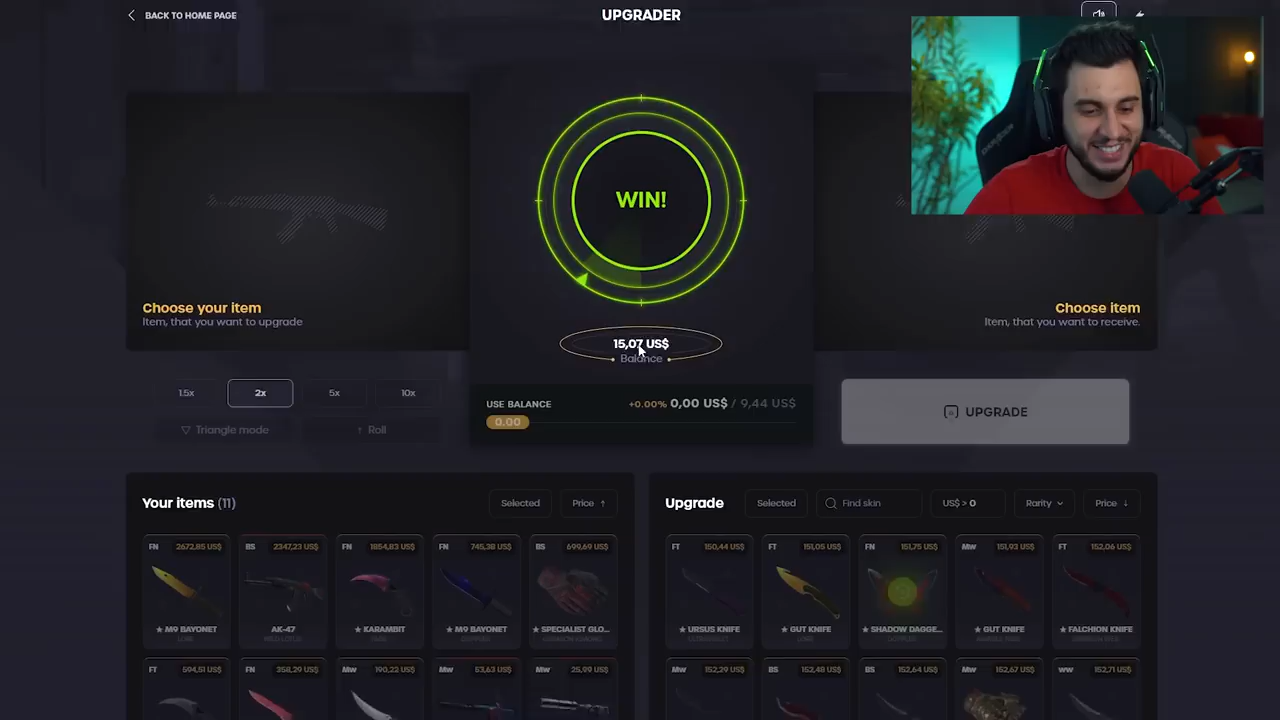 BACK TO HOME PAGE
UPGRADER
WIN!
Choose your item
Item, that you want to upgrade
Choose item
Item, that you want to receive.
15,07 US$
Balance
1.5x
2x
5x
10x
Triangle mode
Roll
USE BALANCE
+0.00% 0,00 US$ / 9,44 US$
0.00
UPGRADE
Your items (11)
Selected
Price ↑
Upgrade
Selected
Find skin
US$ > 0
Rarity
Price ↓
FN 2672,85 US$
BS 2347,23 US$
FN 1854,83 US$
FN 745,38 US$
BS 699,69 US$
★ M9 BAYONET
AK-47
★ KARAMBIT
★ M9 BAYONET
★ SPECIALIST GLO...
FT 150,44 US$
FT 151,05 US$
FN 151,75 US$
MW 151,93 US$
FT 152,06 US$
★ URSUS KNIFE
★ GUT KNIFE
★ SHADOW DAGGE...
★ GUT KNIFE
★ FALCHION KNIFE
FT 594,51 US$
FN 358,29 US$
MW 190,22 US$
MW 53,63 US$
MW 25,99 US$
MW 152,29 US$
BS 152,48 US$
BS 152,64 US$
MW 152,67 US$
WW 152,71 US$